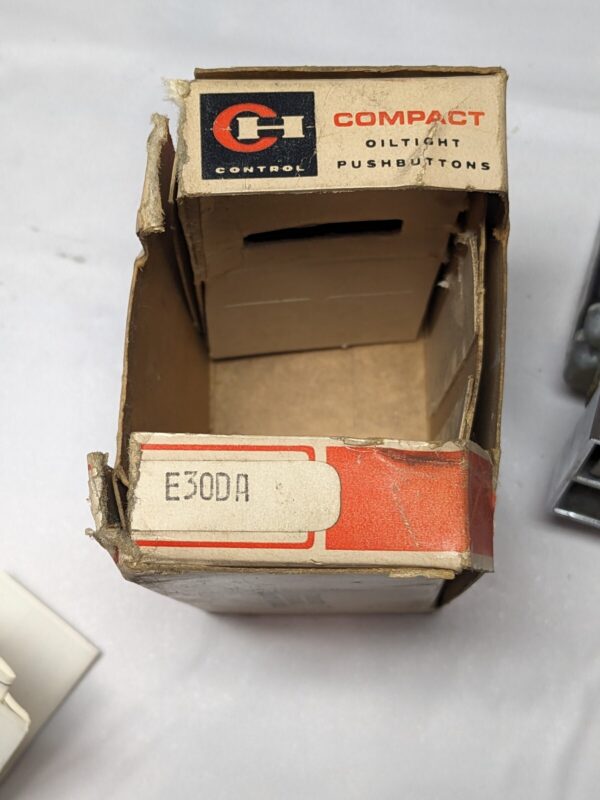 CH
CONTROL
COMPACT
OILTIGHT
PUSHBUTTONS
E30DA